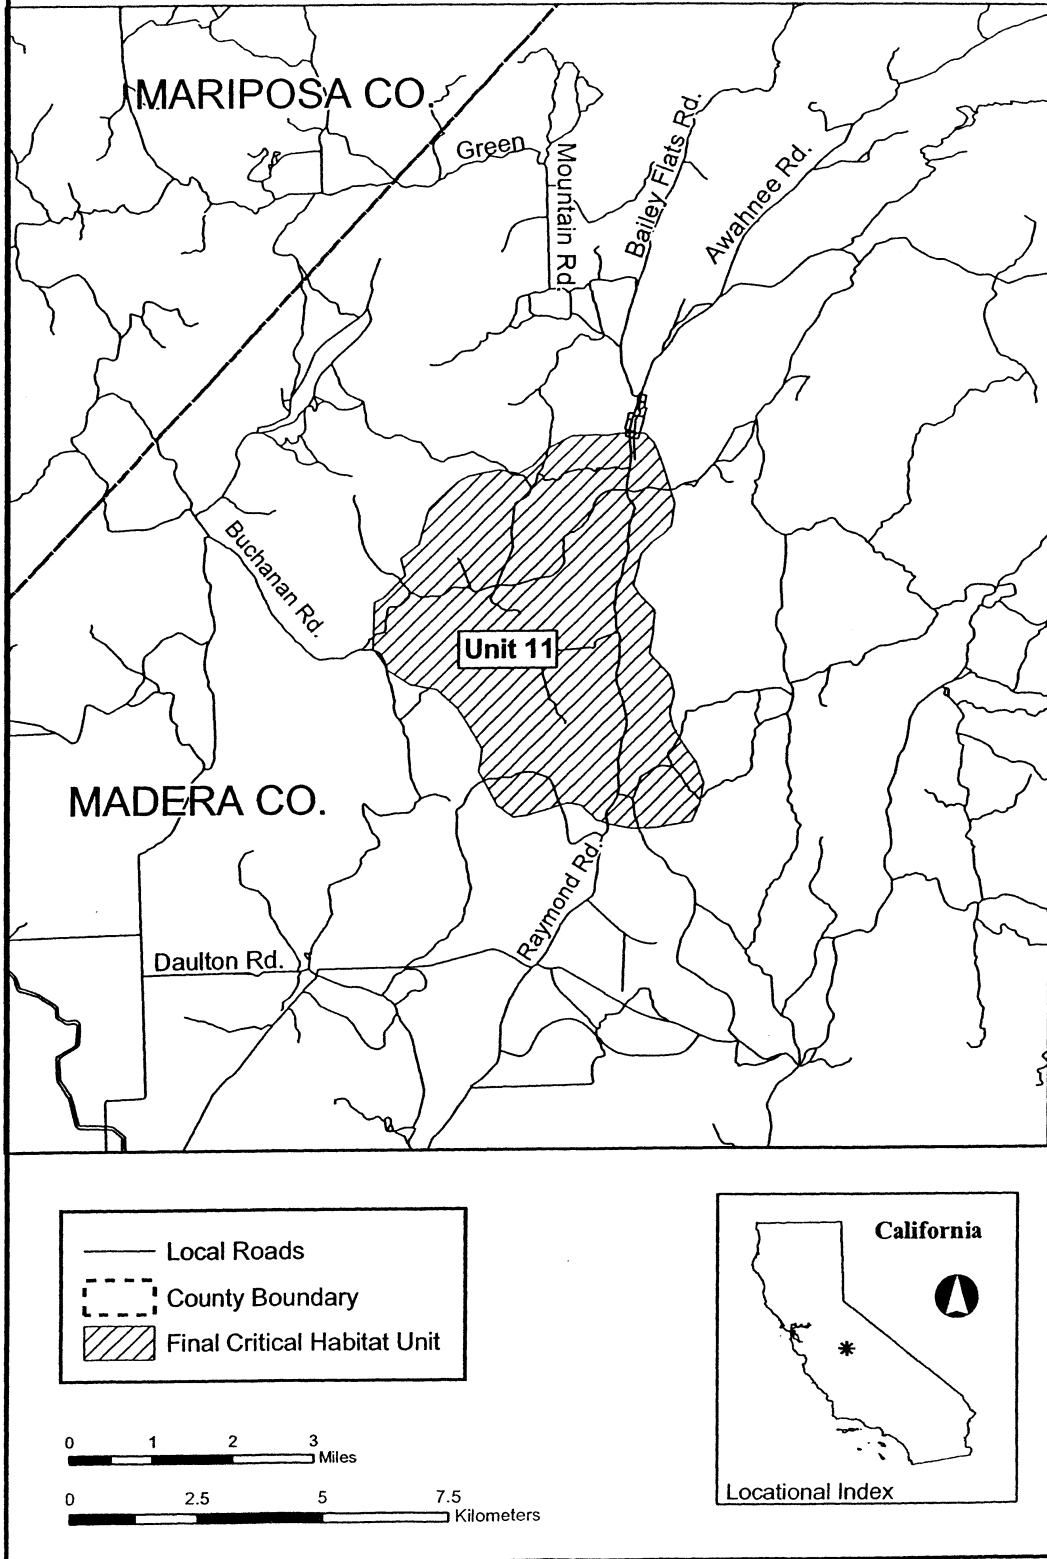 MARIPOSA CO.
Green
Mountain Rd.
Bailey Flats Rd.
Awahnee Rd.
Buchanan Rd.
Unit 11
MADERA CO.
Raymond Rd.
Daulton Rd.
Local Roads
County Boundary
Final Critical Habitat Unit
California
Locational Index
0 1 2 3
Miles
0 2.5 5 7.5
Kilometers